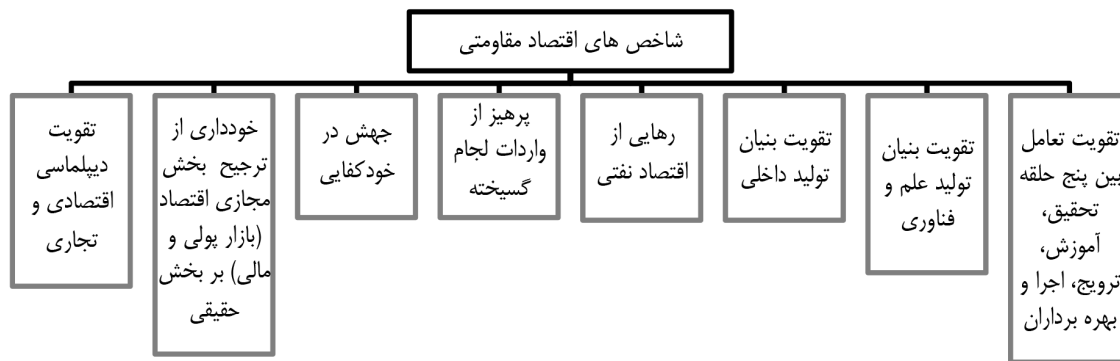 شاخص های اقتصاد مقاومتی
تقویت تعامل
بین پنج حلقه
تحقیق،
آموزش،
ترویج، اجرا و
بهره برداران
تقویت بنیان
تولید علم و
فناوری
تقویت بنیان
تولید داخلی
رهایی از
اقتصاد نفتی
پرهیز از
واردات لجام
گسیخته
جهش در
خودکفایی
خودداری از
ترجیح بخش
مجازی اقتصاد
(بازار پولی و
مالی) بر بخش
حقیقی
تقویت
دیپلماسی
اقتصادی و
تجاری